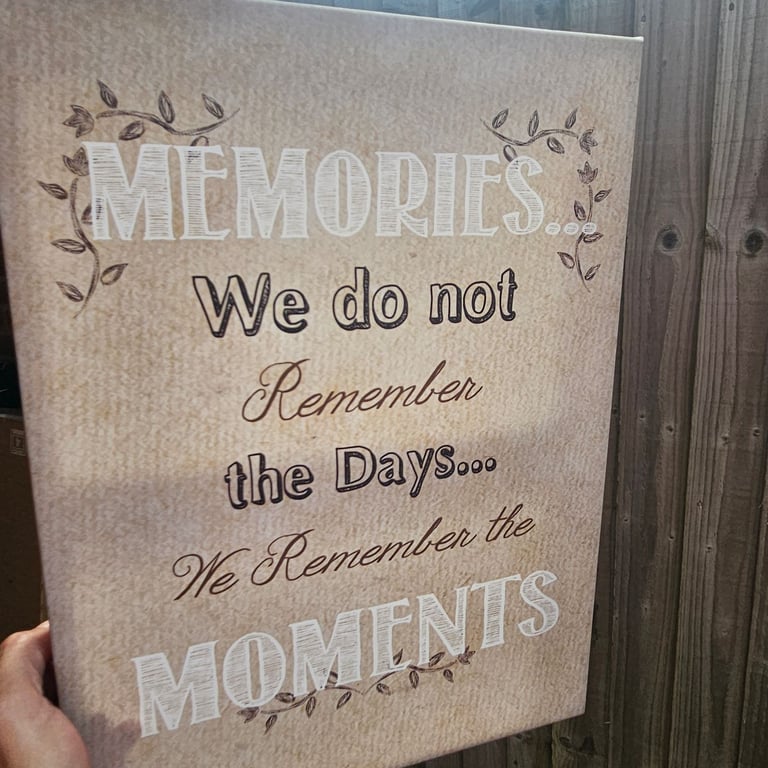 MEMORIES...
We do not
Remember
the Days...
We Remember the
MOMENTS